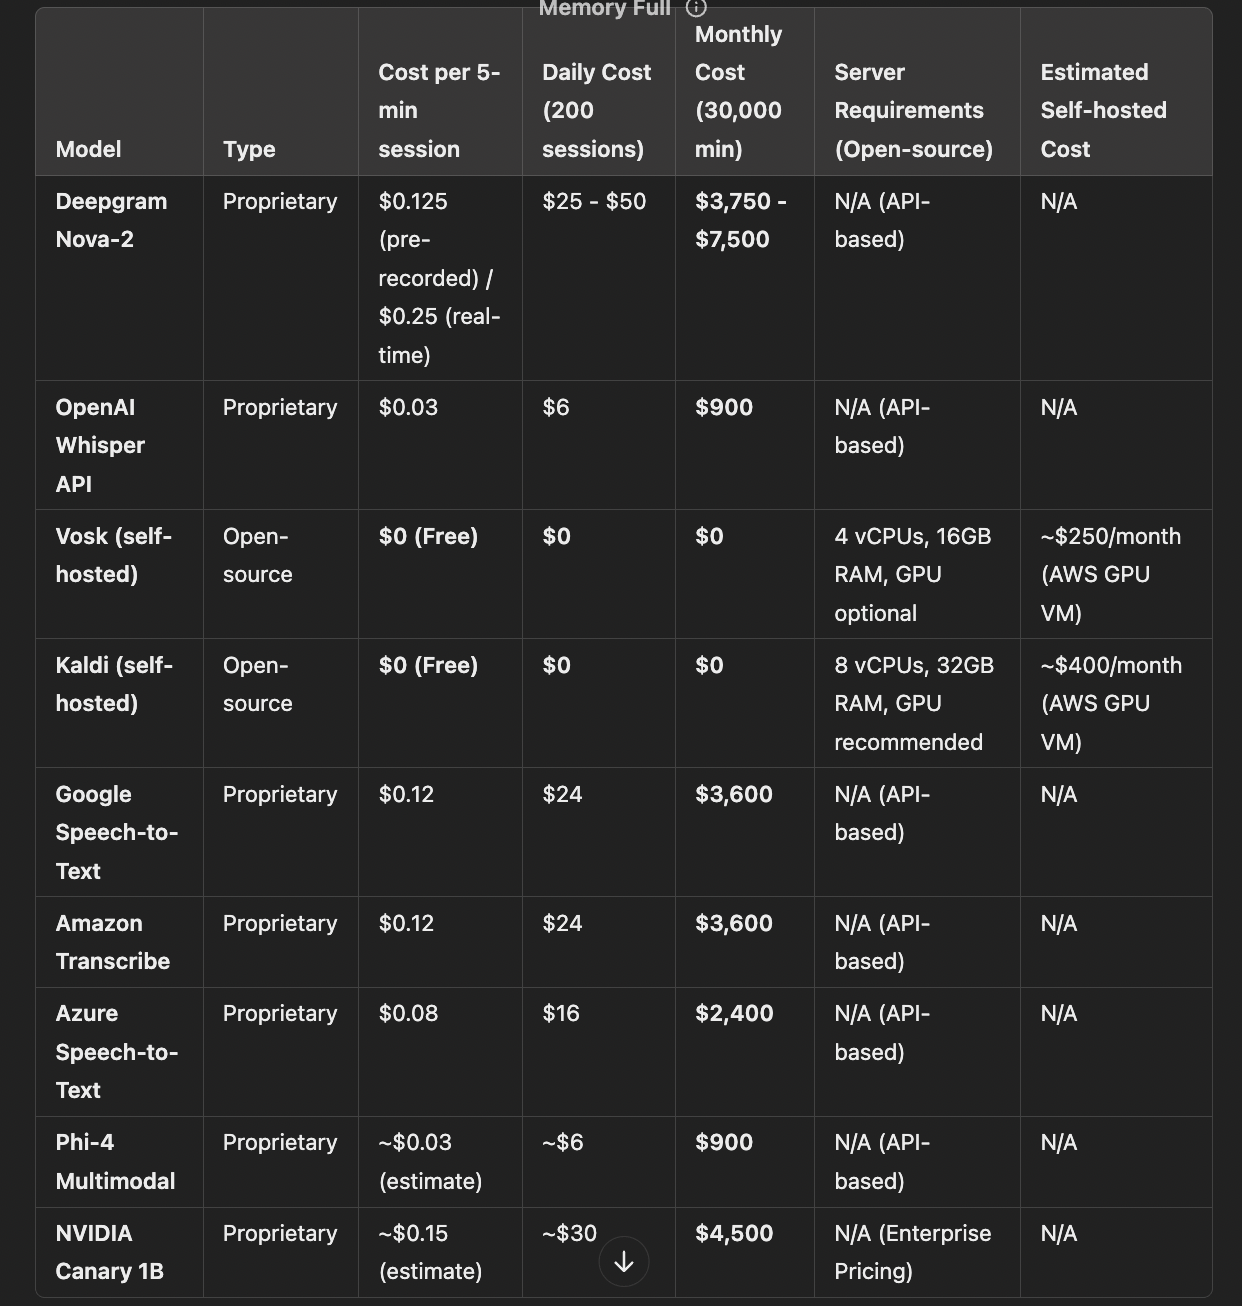 Memory Full
Model
Type
Cost per 5-
min
session
Daily Cost
(200
sessions)
Monthly
Cost
(30,000
min)
Server
Requirements
(Open-source)
Estimated
Self-hosted
Cost
Deepgram
Nova-2
Proprietary
$0.125
(pre-
recorded) /
$0.25 (real-
time)
$25 - $50
$3,750 -
$7,500
N/A (API-
based)
N/A
OpenAI
Whisper
API
Proprietary
$0.03
$6
$900
N/A (API-
based)
N/A
Vosk (self-
hosted)
Open-
source
$0 (Free)
$0
$0
4 vCPUs, 16GB
RAM, GPU
optional
~$250/month
(AWS GPU
VM)
Kaldi (self-
hosted)
Open-
source
$0 (Free)
$0
$0
8 vCPUs, 32GB
RAM, GPU
recommended
~$400/month
(AWS GPU
VM)
Google
Speech-to-
Text
Proprietary
$0.12
$24
$3,600
N/A (API-
based)
N/A
Amazon
Transcribe
Proprietary
$0.12
$24
$3,600
N/A (API-
based)
N/A
Azure
Speech-to-
Text
Proprietary
$0.08
$16
$2,400
N/A (API-
based)
N/A
Phi-4
Multimodal
Proprietary
~$0.03
(estimate)
~$6
$900
N/A (API-
based)
N/A
NVIDIA
Canary 1B
Proprietary
~$0.15
(estimate)
~$30
$4,500
N/A (Enterprise
Pricing)
N/A